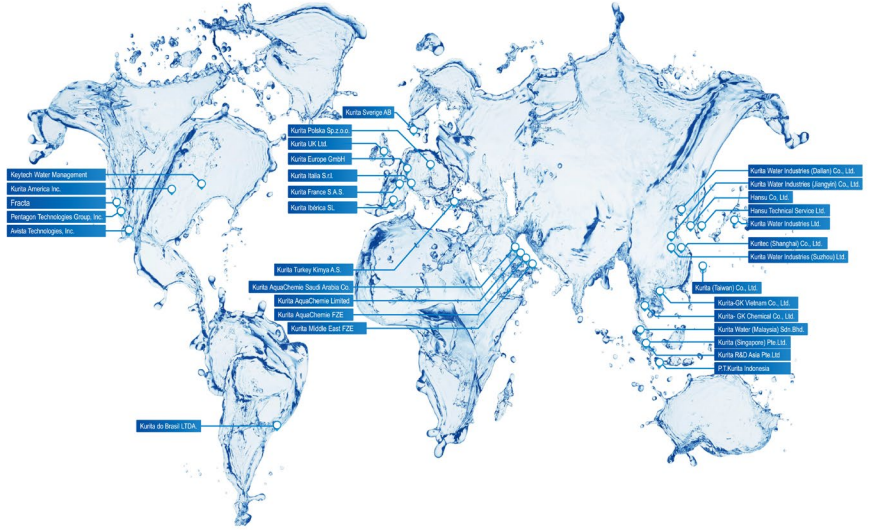 Kurita Sverige AB
Kurita Polska Sp.z.o.o.
Kurita UK Ltd.
Kurita Europe GmbH
Kurita Italia S.r.l.
Kurita France S A.S.
Kurita Ibérica SL
Keytech Water Management
Kurita America Inc.
Fracta
Pentagon Technologies Group, Inc.
Avista Technologies, Inc.
Kurita Turkey Kimya A.S.
Kurita AquaChemie Saudi Arabia Co.
Kurita AquaChemie Limited
Kurita AquaChemie FZE
Kurita Middle East FZE
Kurita do Brasil LTDA.
Kurita Water Industries (Dalian) Co., Ltd.
Kurita Water Industries (Jiangyin) Co., Ltd.
Hansu Co, Ltd.
Hansu Technical Service Ltd.
Kurita Water Industries Ltd.
Kuritec (Shanghai) Co., Ltd.
Kurita Water Industries (Suzhou) Ltd.
Kurita (Taiwan) Co., Ltd.
Kurita-GK Vietnam Co., Ltd.
Kurita- GK Chemical Co., Ltd.
Kurita Water (Malaysia) Sdn.Bhd.
Kurita (Singapore) Pte.Ltd.
Kurita R&D Asia Pte.Ltd
P.T.Kurita Indonesia